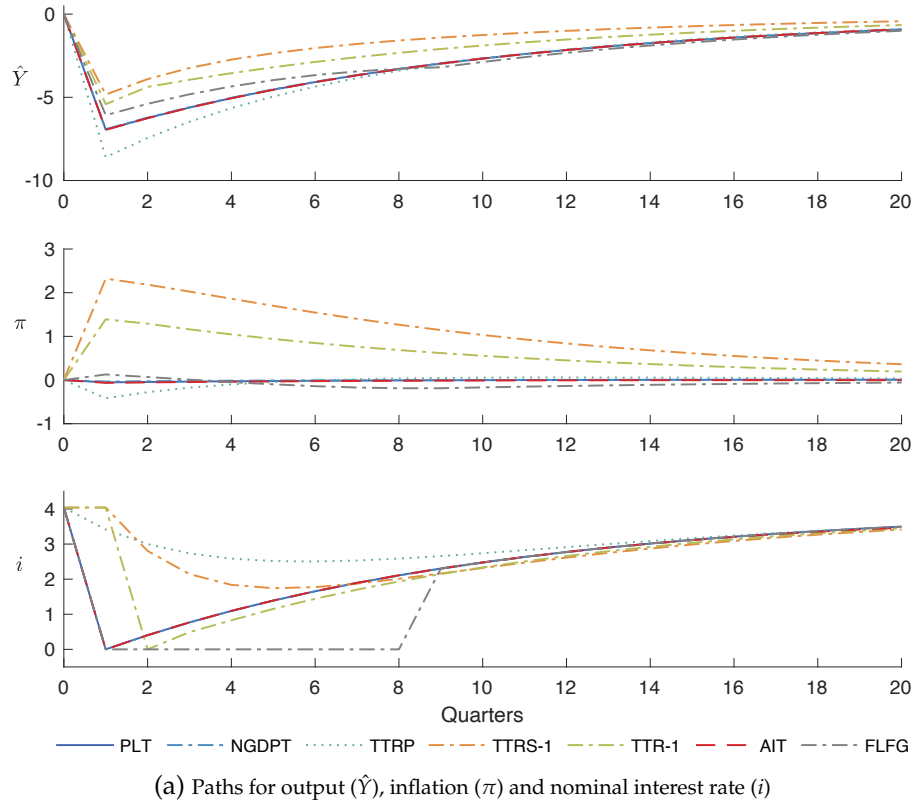 0
Ŷ
-5
-10
0 2 4 6 8 10 12 14 16 18 20
3
2
π
1
0
-1
0 2 4 6 8 10 12 14 16 18 20
4
3
i
2
1
0
0 2 4 6 8 10 12 14 16 18 20
Quarters
PLT NGDPT TTRP TTRS-1 TTR-1 AIT FLFG
(a) Paths for output (Ŷ), inflation (π) and nominal interest rate (i)